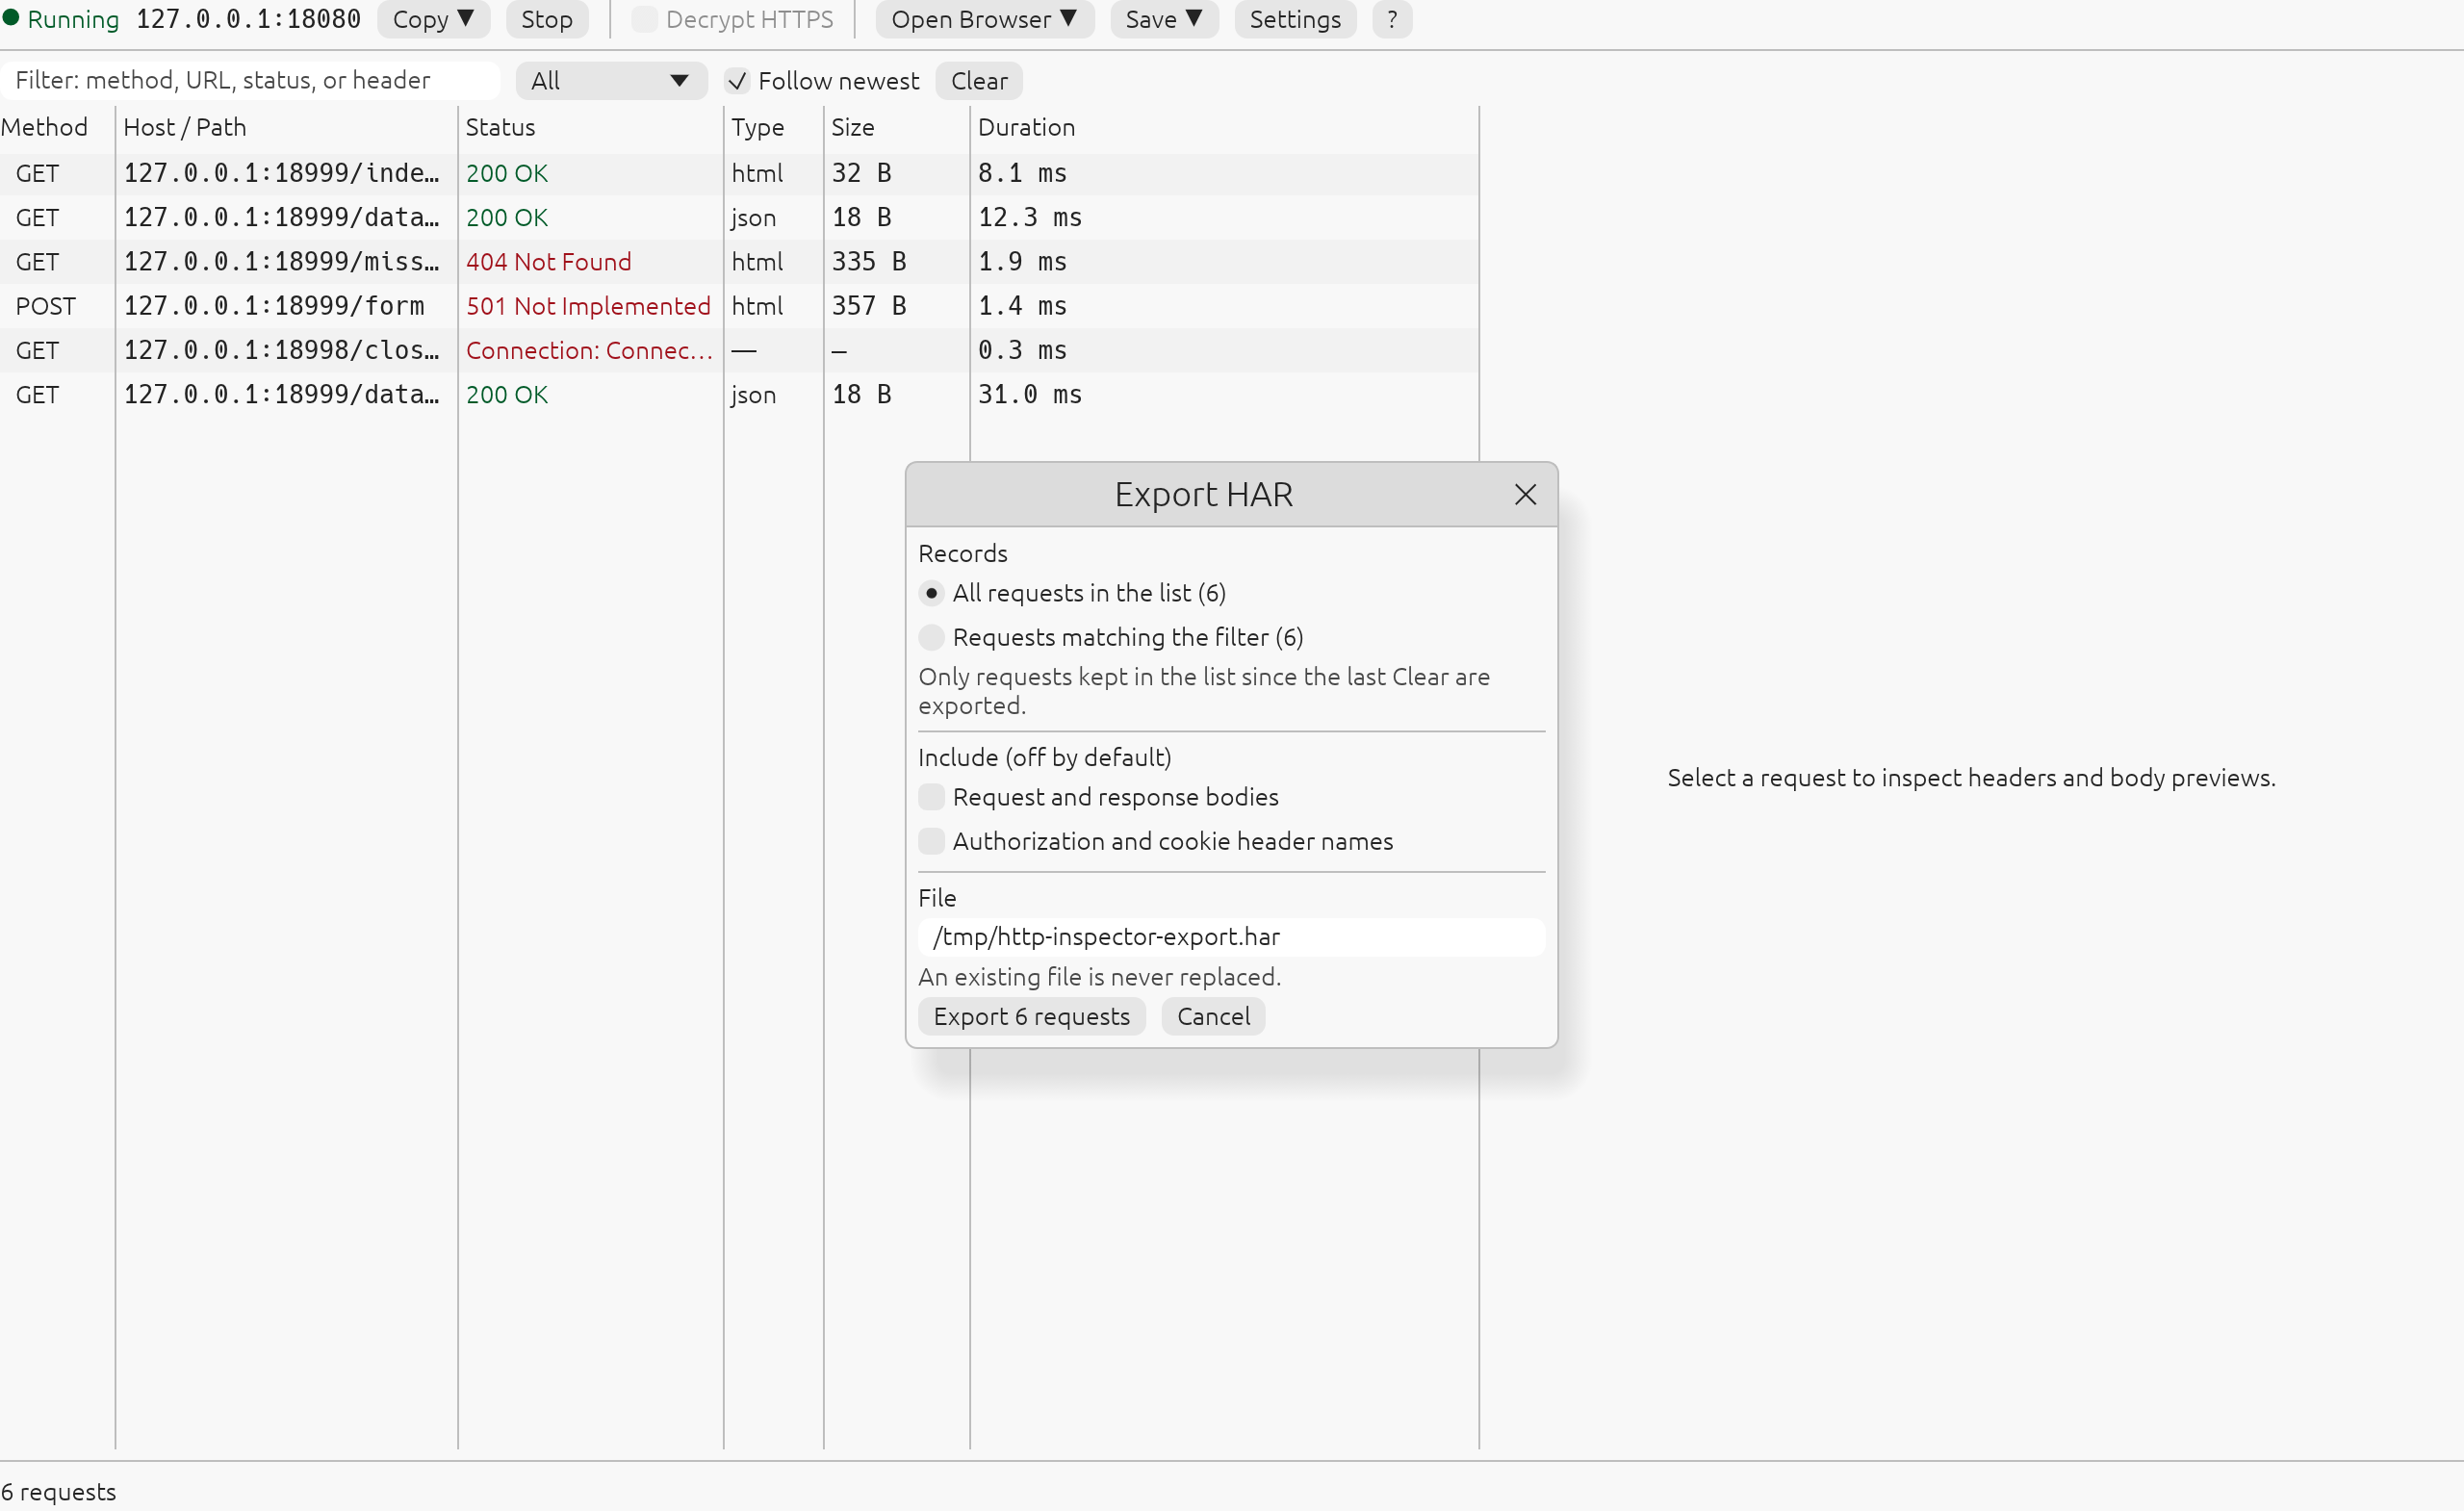 Running 127.0.0.1:18080 Copy ▼ Stop Decrypt HTTPS Open Browser ▼ Save ▼ Settings ?
Filter: method, URL, status, or header All Follow newest Clear
Method Host / Path Status Type Size Duration
GET 127.0.0.1:18999/inde… 200 OK html 32 B 8.1 ms
GET 127.0.0.1:18999/data… 200 OK json 18 B 12.3 ms
GET 127.0.0.1:18999/miss… 404 Not Found html 335 B 1.9 ms
POST 127.0.0.1:18999/form 501 Not Implemented html 357 B 1.4 ms
GET 127.0.0.1:18998/clos… Connection: Connec… — — 0.3 ms
GET 127.0.0.1:18999/data… 200 OK json 18 B 31.0 ms
Export HAR
Records
All requests in the list (6)
Requests matching the filter (6)
Only requests kept in the list since the last Clear are
exported.
Include (off by default)
Request and response bodies
Authorization and cookie header names
File
/tmp/http-inspector-export.har
An existing file is never replaced.
Export 6 requests Cancel
Select a request to inspect headers and body previews.
6 requests